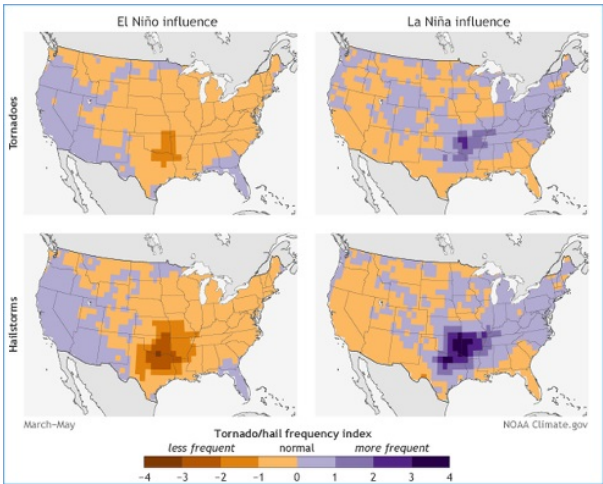 El Niño influence
La Niña influence
Tornadoes
Hailstorms
March–May
NOAA Climate.gov
Tornado/hail frequency index
less frequent normal more frequent
−4 −3 −2 −1 0 1 2 3 4